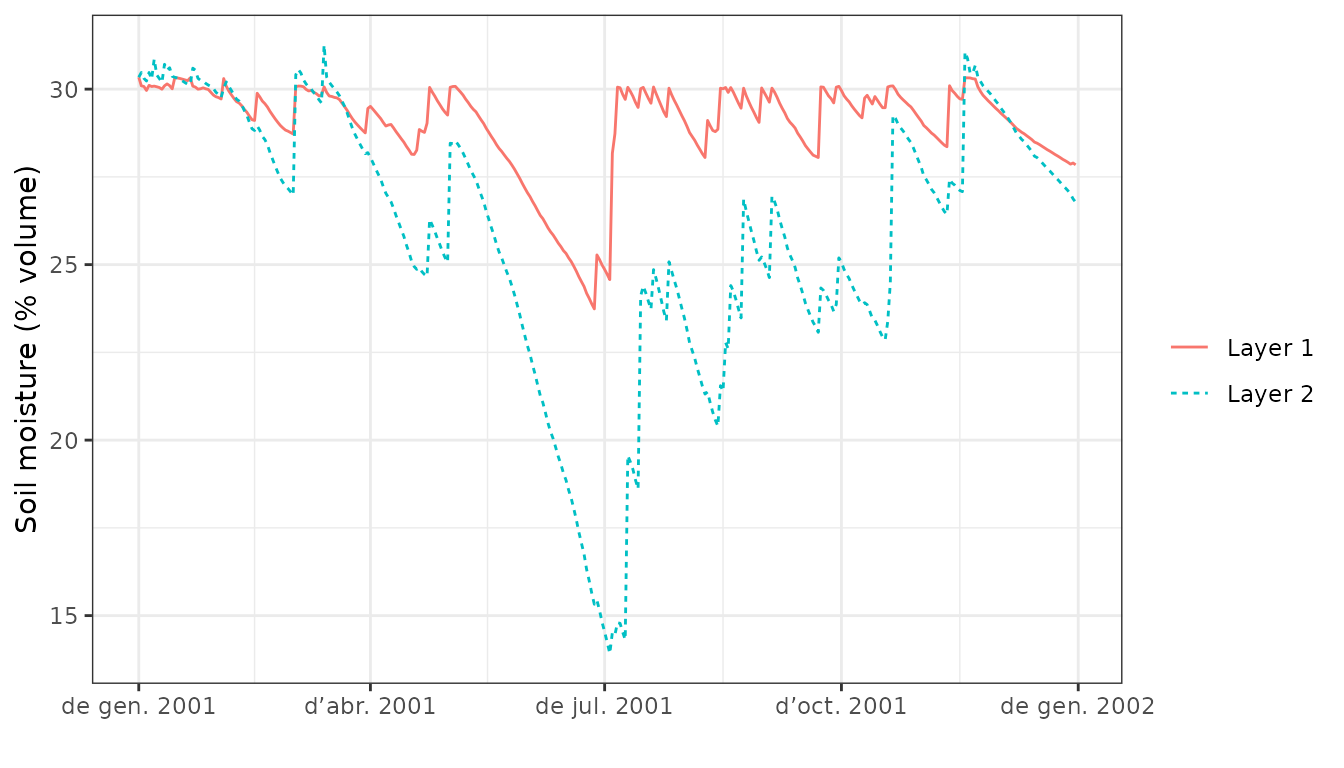 Soil moisture (% volume)
30
25
20
15
de gen. 2001
d’abr. 2001
de jul. 2001
d’oct. 2001
de gen. 2002
Layer 1
Layer 2